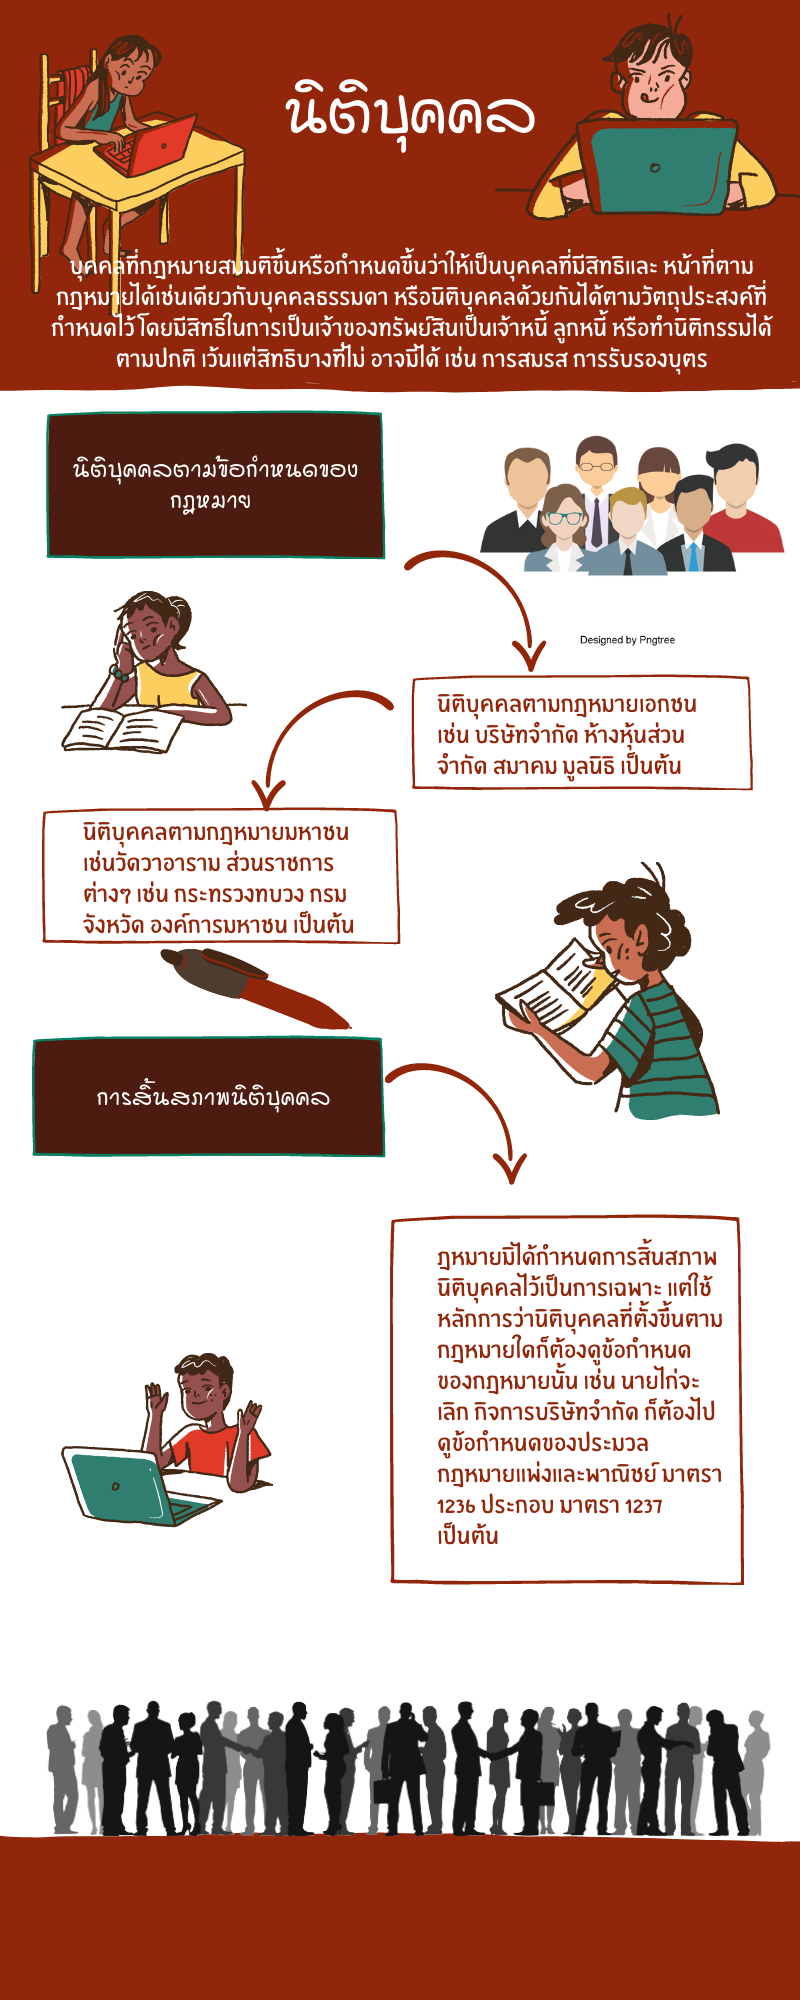 นิติบุคคล
บุคคลที่กฎหมายสมมติขึ้นหรือกำหนดขึ้นว่าให้เป็นบุคคลที่มีสิทธิและ หน้าที่ตาม
กฎหมายได้เช่นเดียวกับบุคคลธรรมดา หรือนิติบุคคลด้วยกันได้ตามวัตถุประสงค์ที่
กำหนดไว้ โดยมีสิทธิในการเป็นเจ้าของทรัพย์สินเป็นเจ้าหนี้ ลูกหนี้ หรือทำนิติกรรมได้
ตามปกติ เว้นแต่สิทธิบางที่ไม่ อาจมีได้ เช่น การสมรส การรับรองบุตร
นิติบุคคลตามข้อกำหนดของ
กฎหมาย
Designed by Pngtree
นิติบุคคลตามกฎหมายเอกชน
เช่น บริษัทจำกัด ห้างหุ้นส่วน
จำกัด สมาคม มูลนิธิ เป็นต้น
นิติบุคคลตามกฎหมายมหาชน
เช่นวัดวาอาราม ส่วนราชการ
ต่างๆ เช่น กระทรวงทบวง กรม
จังหวัด องค์การมหาชน เป็นต้น
การสิ้นสภาพนิติบุคคล
ฎหมายมิได้กำหนดการสิ้นสภาพ
นิติบุคคลไว้เป็นการเฉพาะ แต่ใช้
หลักการว่านิติบุคคลที่ตั้งขึ้นตาม
กฎหมายใดก็ต้องดูข้อกำหนด
ของกฎหมายนั้น เช่น นายไก่จะ
เลิก กิจการบริษัทจำกัด ก็ต้องไป
ดูข้อกำหนดของประมวล
กฎหมายแพ่งและพาณิชย์ มาตรา
1236 ประกอบ มาตรา 1237
เป็นต้น